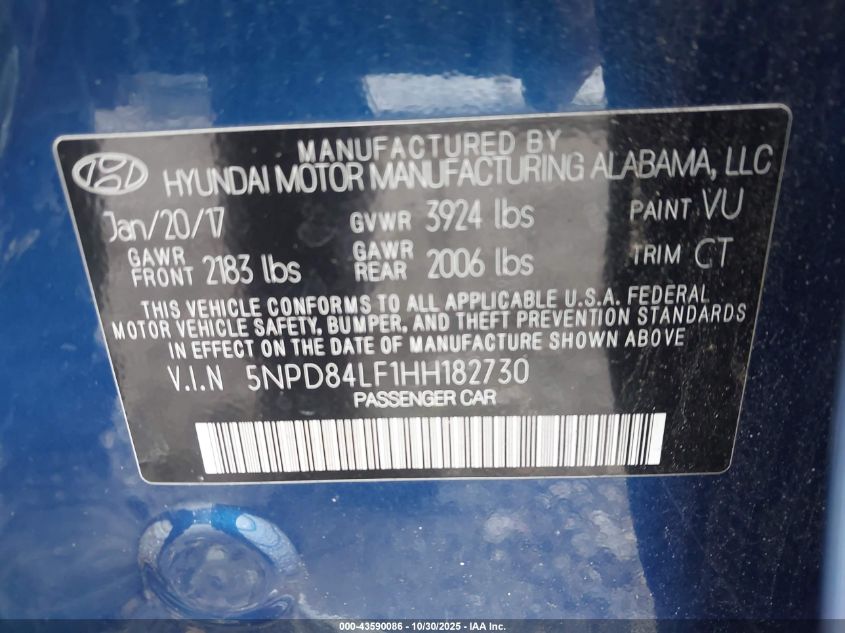 MANUFACTURED BY
HYUNDAI MOTOR MANUFACTURING ALABAMA, LLC
Jan/20/17 GVWR 3924 lbs PAINT VU
GAWR FRONT 2183 lbs GAWR REAR 2006 lbs TRIM CT
THIS VEHICLE CONFORMS TO ALL APPLICABLE U.S.A. FEDERAL
MOTOR VEHICLE SAFETY, BUMPER, AND THEFT PREVENTION STANDARDS
IN EFFECT ON THE DATE OF MANUFACTURE SHOWN ABOVE.
V.I.N 5NPD84LF1HH182730
PASSENGER CAR
000-43590086 - 10/30/2025 - IAA Inc.